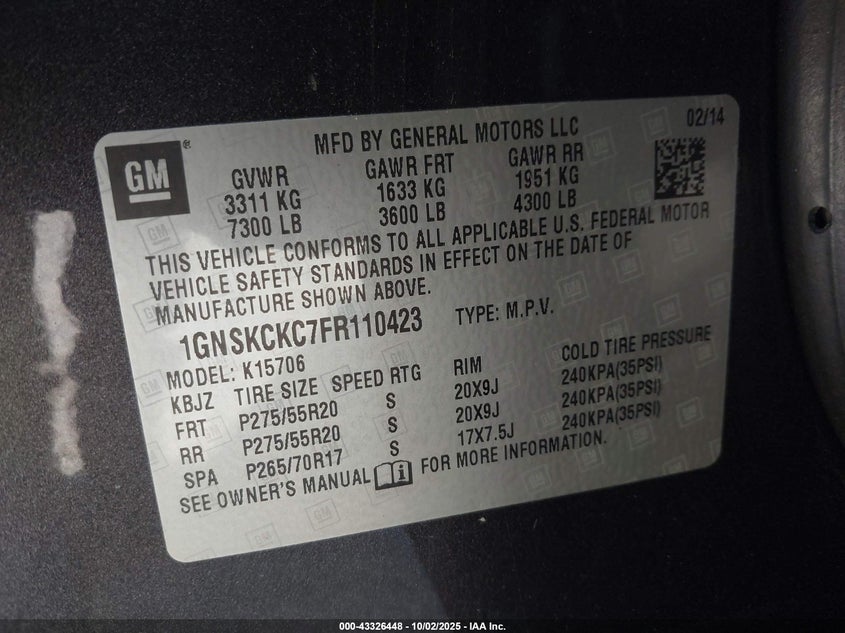 MFD BY GENERAL MOTORS LLC 02/14
GM®
GVWR GAWR FRT GAWR RR
3311 KG 1633 KG 1951 KG
7300 LB 3600 LB 4300 LB
THIS VEHICLE CONFORMS TO ALL APPLICABLE U.S. FEDERAL MOTOR
VEHICLE SAFETY STANDARDS IN EFFECT ON THE DATE OF
MANUFACTURE SHOWN ABOVE.
1GNSKCKC7FR110423 TYPE: M.P.V.
MODEL: K15706
KBJZ TIRE SIZE SPEED RTG RIM COLD TIRE PRESSURE
FRT P275/55R20 S 20X9J 240KPA(35PSI)
RR P275/55R20 S 20X9J 240KPA(35PSI)
SPA P265/70R17 S 17X7.5J 240KPA(35PSI)
SEE OWNER'S MANUAL FOR MORE INFORMATION.
000-43326448 - 10/02/2025 - IAA Inc.